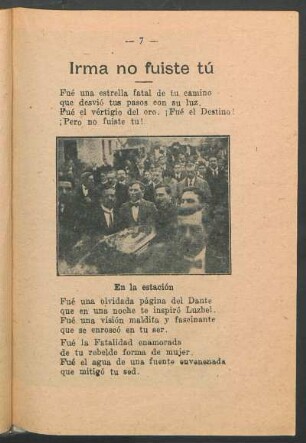 — 7 —
Irma no fuiste tú
Fué una estrella fatal de tu camino
que desvió tus pasos con su luz.
Fué el vértigio del oro. ¡Fué el Destino!
¡Pero no fuiste tu!
En la estación
Fué una olvidada página del Dante
que en una noche te inspiró Luzbel.
Fué una visión maldita y fascinante
que se enroscó en tu ser.
Fué la Fatalidad enamorada
de tu rebelde forma de mujer.
Fué el agua de una fuente envenenada
que mitigó tu sed.